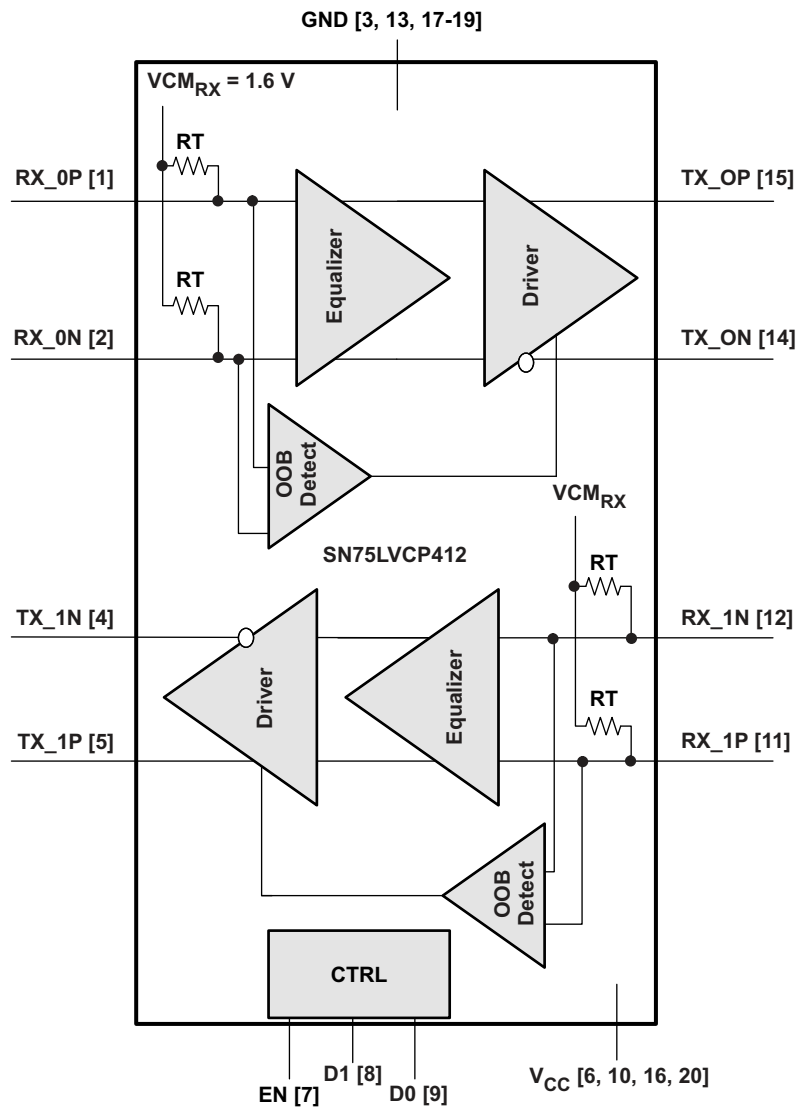 GND [3, 13, 17-19]
VCMRX = 1.6 V
RT
RX_0P [1]
TX_OP [15]
Equalizer
Driver
RT
RX_0N [2]
TX_ON [14]
OOB
Detect
VCMRX
SN75LVCP412
RT
TX_1N [4]
RX_1N [12]
Driver
Equalizer
RT
TX_1P [5]
RX_1P [11]
OOB
Detect
CTRL
EN [7]
D1 [8]
D0 [9]
VCC [6, 10, 16, 20]